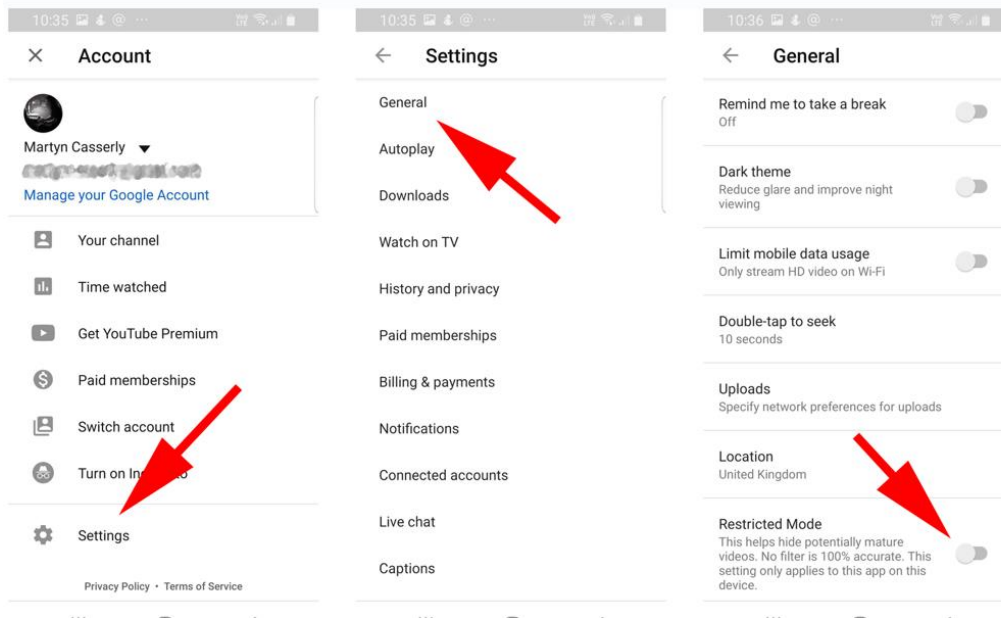 10:35
Account
Martyn Casserly
Manage your Google Account
Your channel
Time watched
Get YouTube Premium
Paid memberships
Switch account
Turn on
Settings
Privacy Policy • Terms of Service
10:35
Settings
General
Autoplay
Downloads
Watch on TV
History and privacy
Paid memberships
Billing & payments
Notifications
Connected accounts
Live chat
Captions
10:36
General
Remind me to take a break
Off
Dark theme
Reduce glare and improve night
viewing
Limit mobile data usage
Only stream HD video on Wi-Fi
Double-tap to seek
10 seconds
Uploads
Specify network preferences for uploads
Location
United Kingdom
Restricted Mode
This helps hide potentially mature
videos. No filter is 100% accurate. This
setting only applies to this app on this
device.